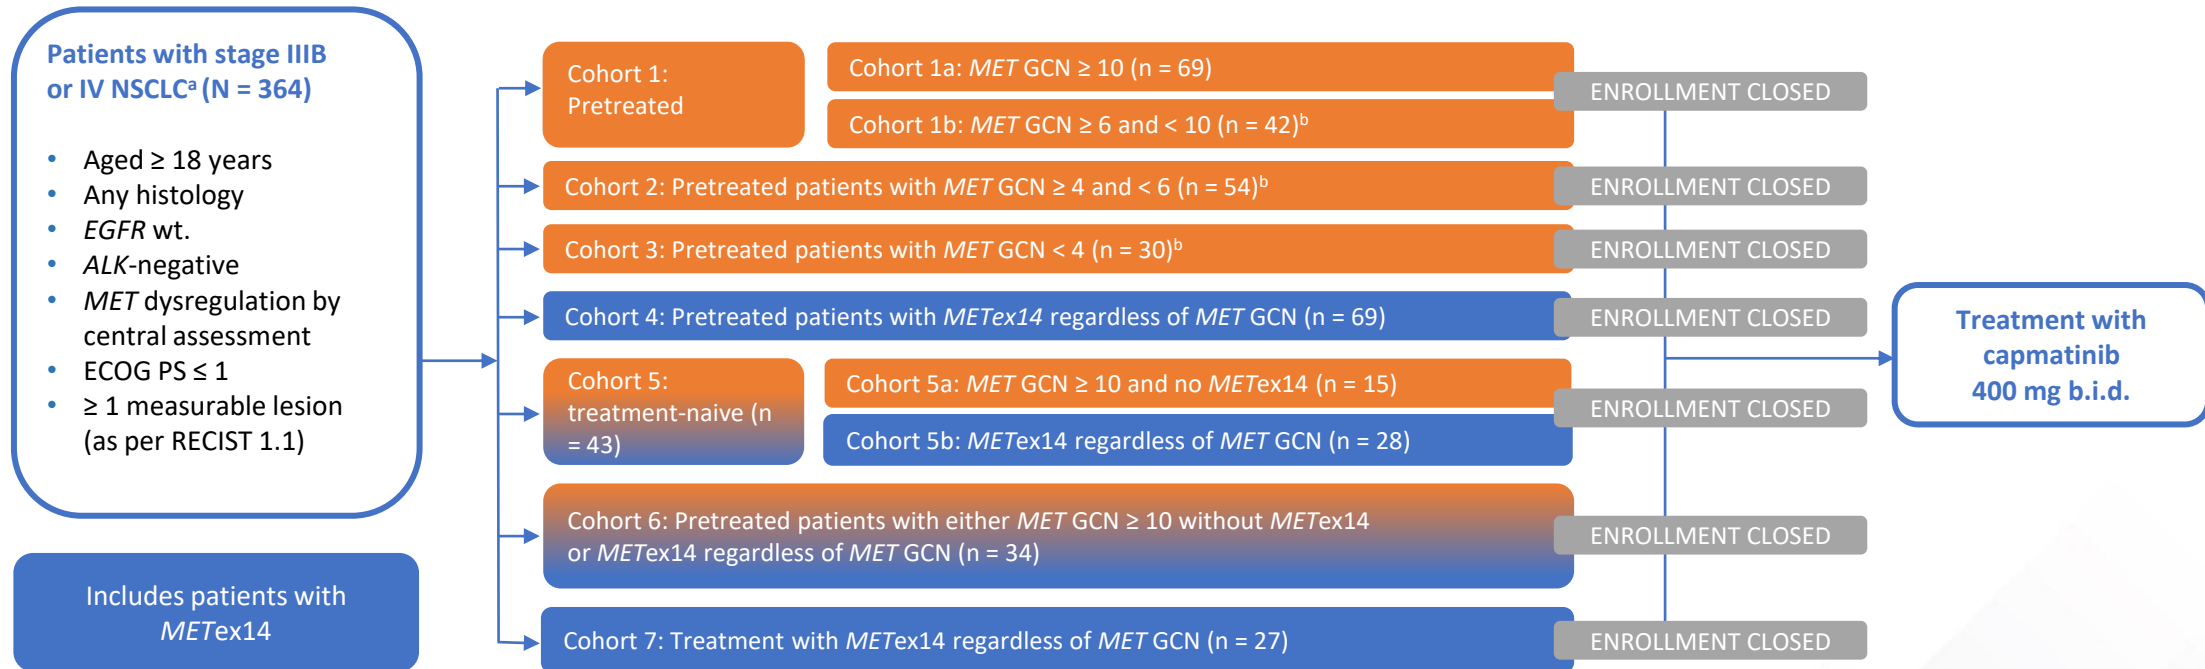 Patients with stage IIIB
or IV NSCLCᵃ (N = 364)
• Aged ≥ 18 years
• Any histology
• EGFR wt.
• ALK-negative
• MET dysregulation by
central assessment
• ECOG PS ≤ 1
• ≥ 1 measurable lesion
(as per RECIST 1.1)
Includes patients with
METex14
Cohort 1:
Pretreated
Cohort 1a: MET GCN ≥ 10 (n = 69)
Cohort 1b: MET GCN ≥ 6 and < 10 (n = 42)ᵇ
ENROLLMENT CLOSED
Cohort 2: Pretreated patients with MET GCN ≥ 4 and < 6 (n = 54)ᵇ
ENROLLMENT CLOSED
Cohort 3: Pretreated patients with MET GCN < 4 (n = 30)ᵇ
ENROLLMENT CLOSED
Cohort 4: Pretreated patients with METex14 regardless of MET GCN (n = 69)
ENROLLMENT CLOSED
Cohort 5:
treatment-naive (n
= 43)
Cohort 5a: MET GCN ≥ 10 and no METex14 (n = 15)
Cohort 5b: METex14 regardless of MET GCN (n = 28)
ENROLLMENT CLOSED
Cohort 6: Pretreated patients with either MET GCN ≥ 10 without METex14
or METex14 regardless of MET GCN (n = 34)
ENROLLMENT CLOSED
Cohort 7: Treatment with METex14 regardless of MET GCN (n = 27)
ENROLLMENT CLOSED
Treatment with
capmatinib
400 mg b.i.d.